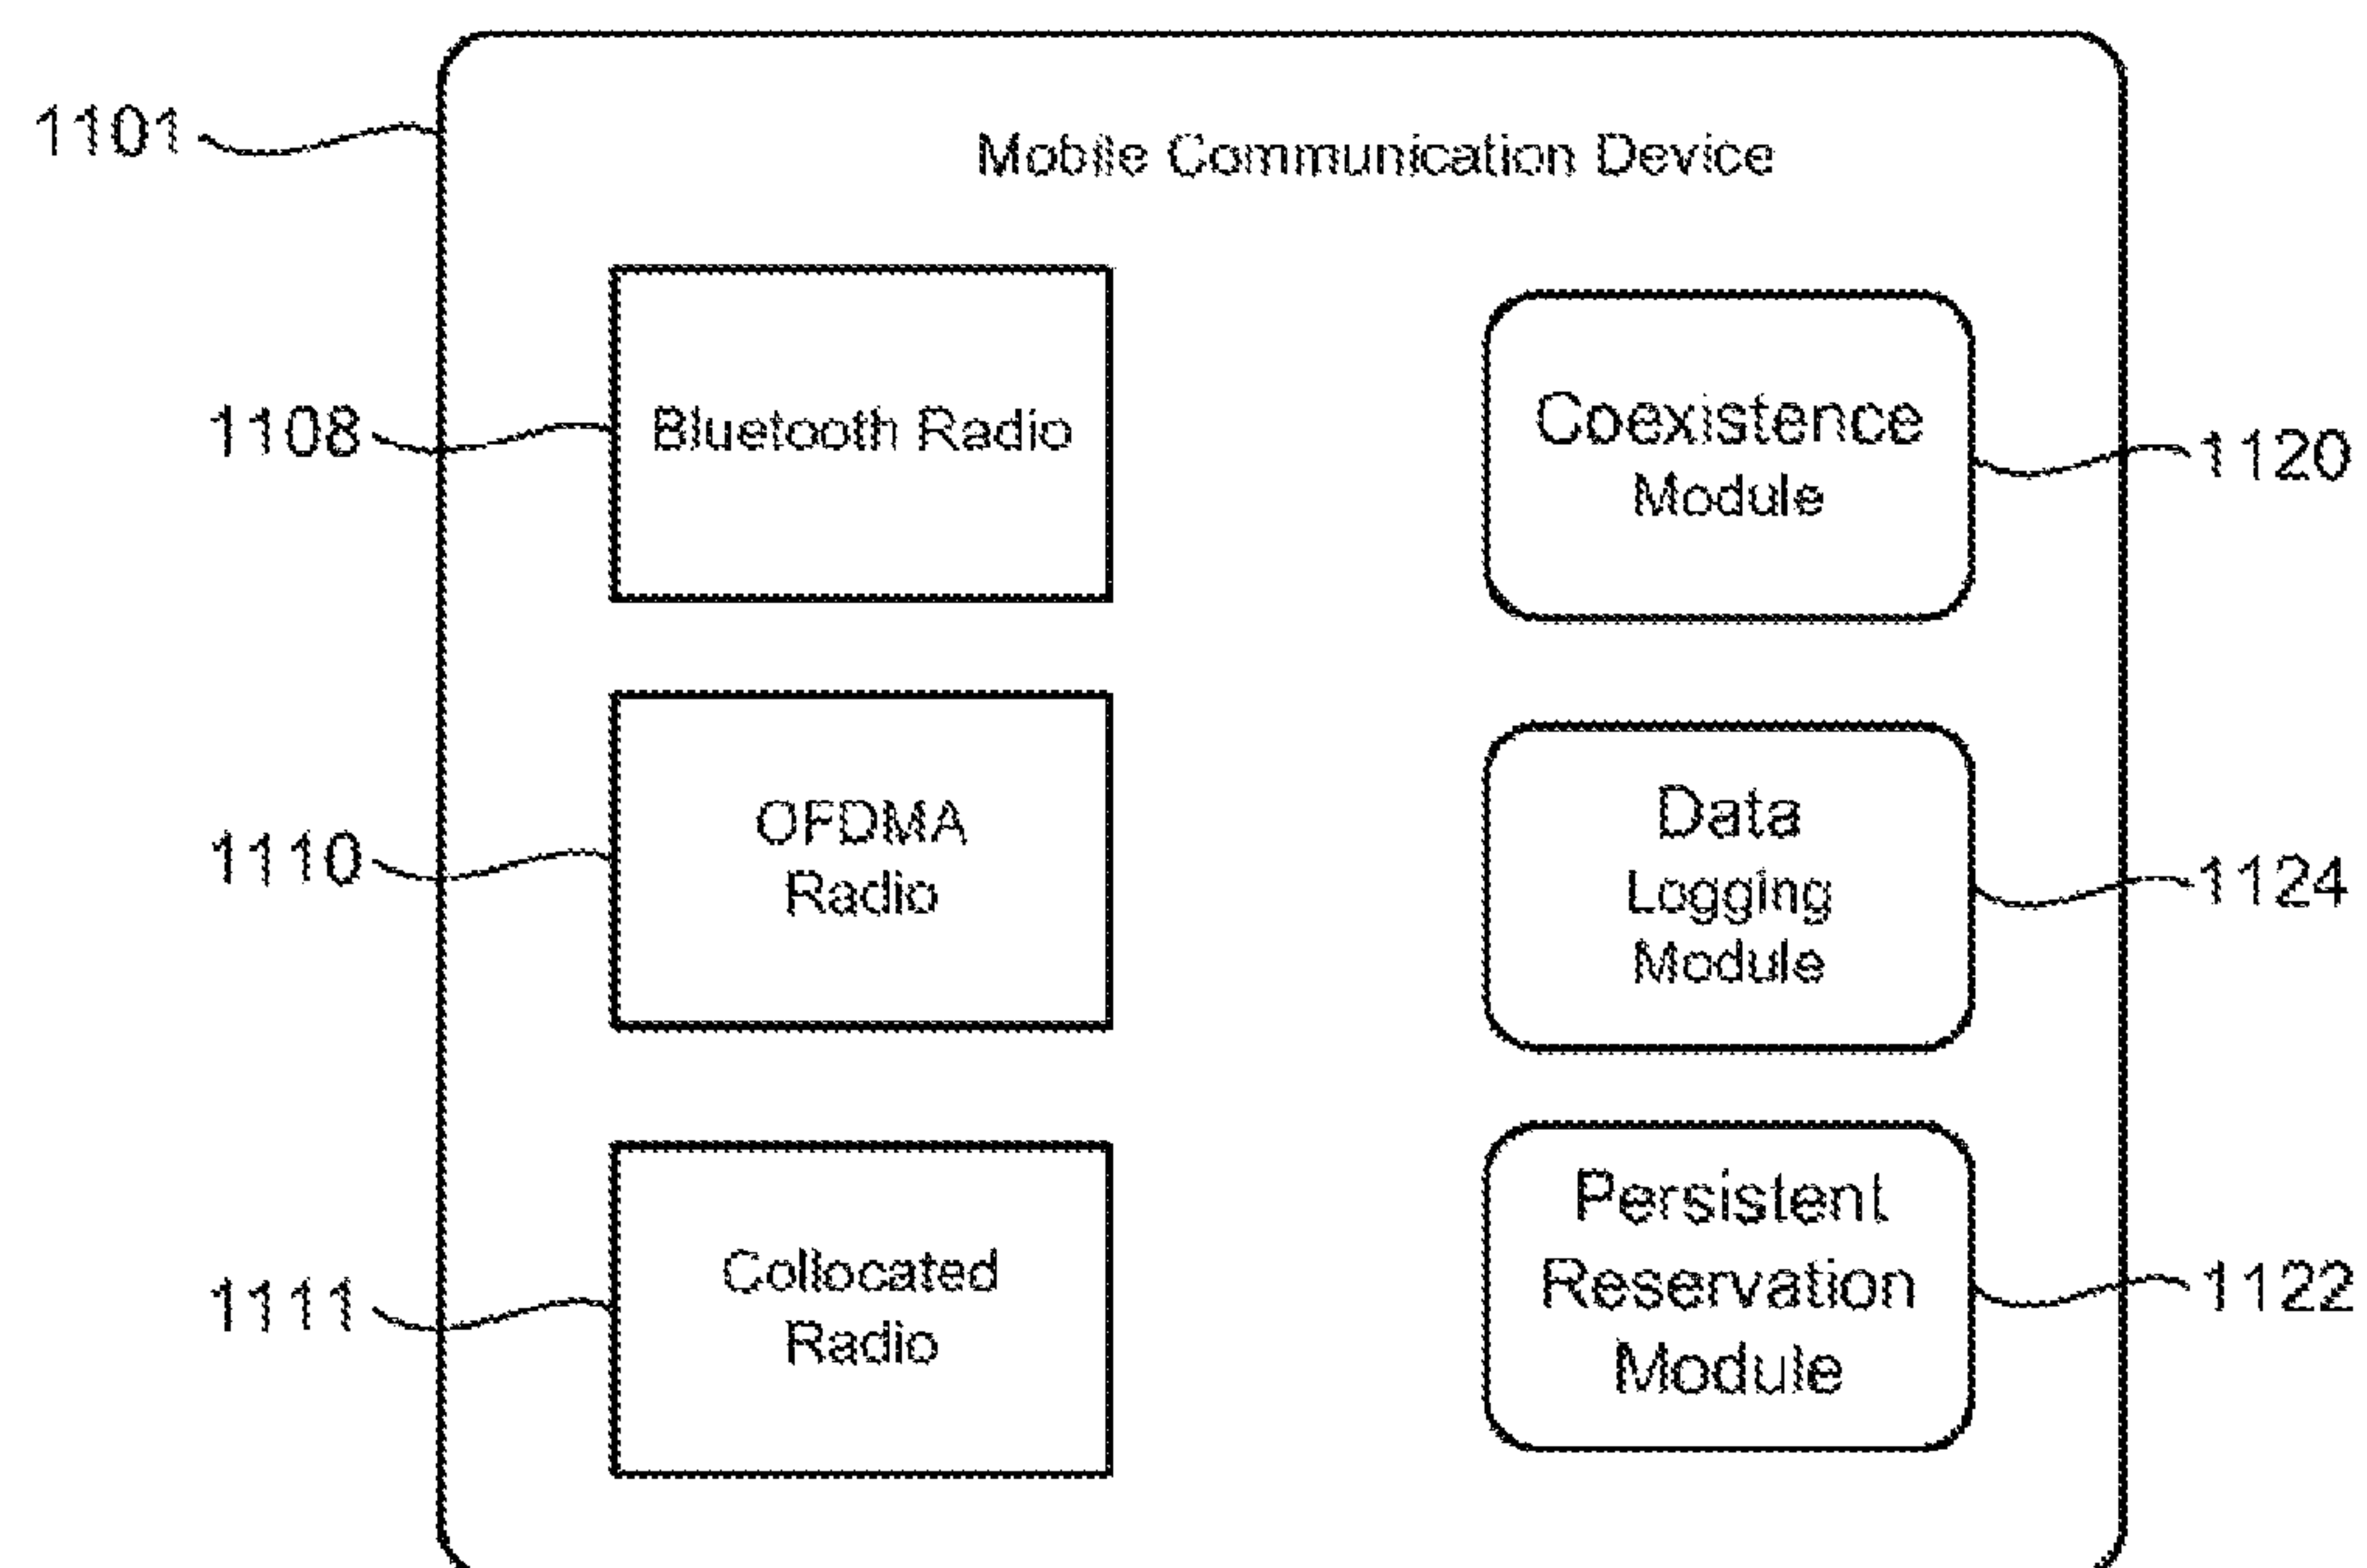 1101
Mobile Communication Device
1108
Bluetooth Radio
Coexistence
Module
1120
1110
OFDMA
Radio
Data
Logging
Module
1124
1111
Collocated
Radio
Persistent
Reservation
Module
1122